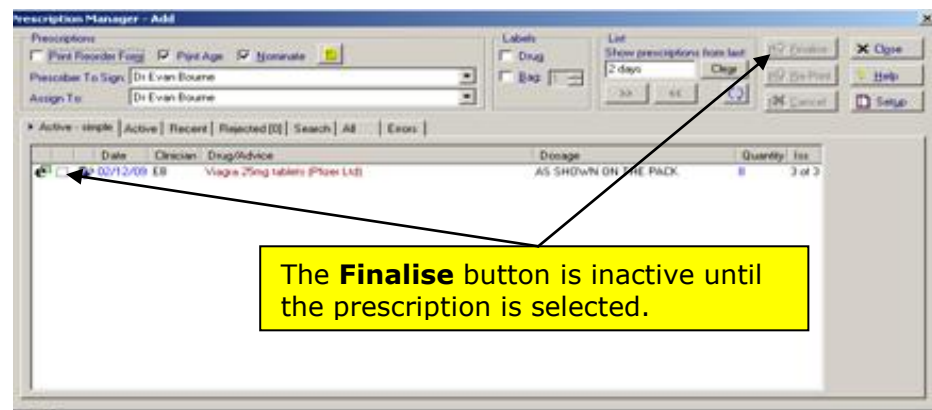 Prescription Manager - Add
Prescriptions
Print Reorder Form Print Age Nominate
Prescriber To Sign: Dr Evan Bourne
Assign To: Dr Evan Bourne
Labels
Drug
Bag: 1
List
Show prescriptions from last:
2 days Clear
>> <<
Finalise
Re-Print
Cancel
Close
Help
Setup
Active - simple Active Recent Rejected [0] Search All Errors
Date Clinician Drug/Advice Dosage Quantity Iss
02/12/09 EB Viagra 25mg tablets (Pfizer Ltd) AS SHOWN ON THE PACK 8 3 of 3
The Finalise button is inactive until
the prescription is selected.